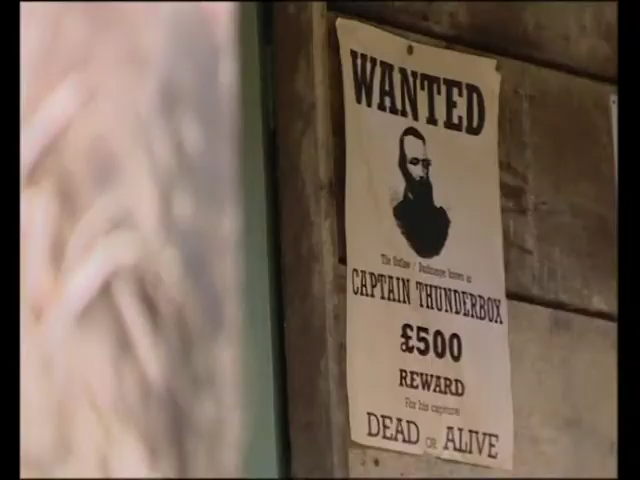 WANTED
The Outlaw / Bushranger known as
CAPTAIN THUNDERBOX
£500
REWARD
For his capture
DEAD OR ALIVE